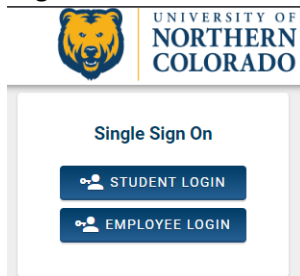 UNIVERSITY OF
NORTHERN
COLORADO
Single Sign On
STUDENT LOGIN
EMPLOYEE LOGIN